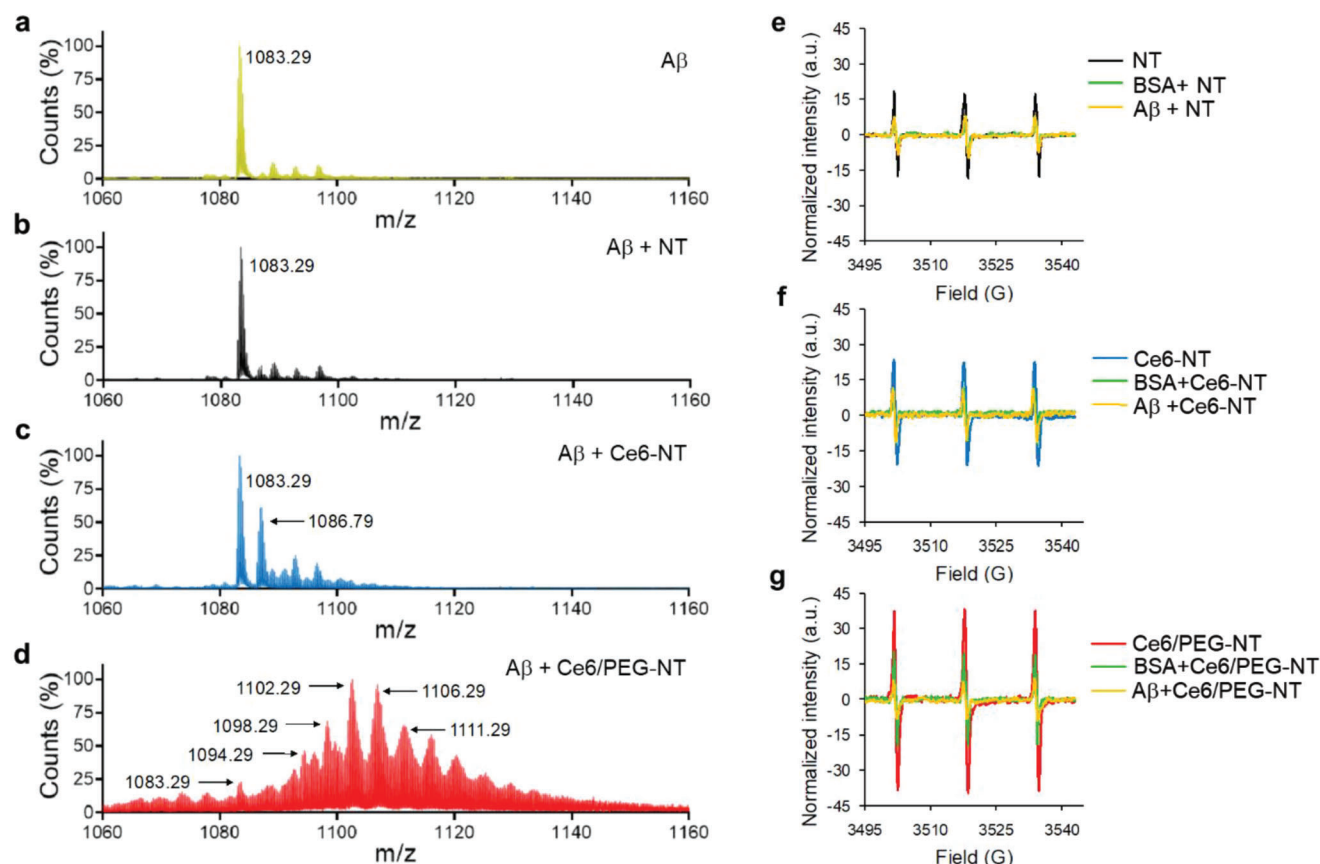 a
Counts (%)
100
75
50
25
0
1083.29
Aβ
1060 1080 1100 1120 1140 1160
m/z
b
Counts (%)
100
75
50
25
0
1083.29
Aβ + NT
1060 1080 1100 1120 1140 1160
m/z
c
Counts (%)
100
75
50
25
0
1083.29
1086.79
Aβ + Ce6-NT
1060 1080 1100 1120 1140 1160
m/z
d
Counts (%)
100
75
50
25
0
Aβ + Ce6/PEG-NT
1102.29
1106.29
1098.29
1111.29
1094.29
1083.29
1060 1080 1100 1120 1140 1160
m/z
e
Normalized intensity (a.u.)
45
30
15
0
-15
-30
-45
3495 3510 3525 3540
Field (G)
NT
BSA+ NT
Aβ + NT
f
Normalized intensity (a.u.)
45
30
15
0
-15
-30
-45
3495 3510 3525 3540
Field (G)
Ce6-NT
BSA+Ce6-NT
Aβ +Ce6-NT
g
Normalized intensity (a.u.)
45
30
15
0
-15
-30
-45
3495 3510 3525 3540
Field (G)
Ce6/PEG-NT
BSA+Ce6/PEG-NT
Aβ+Ce6/PEG-NT